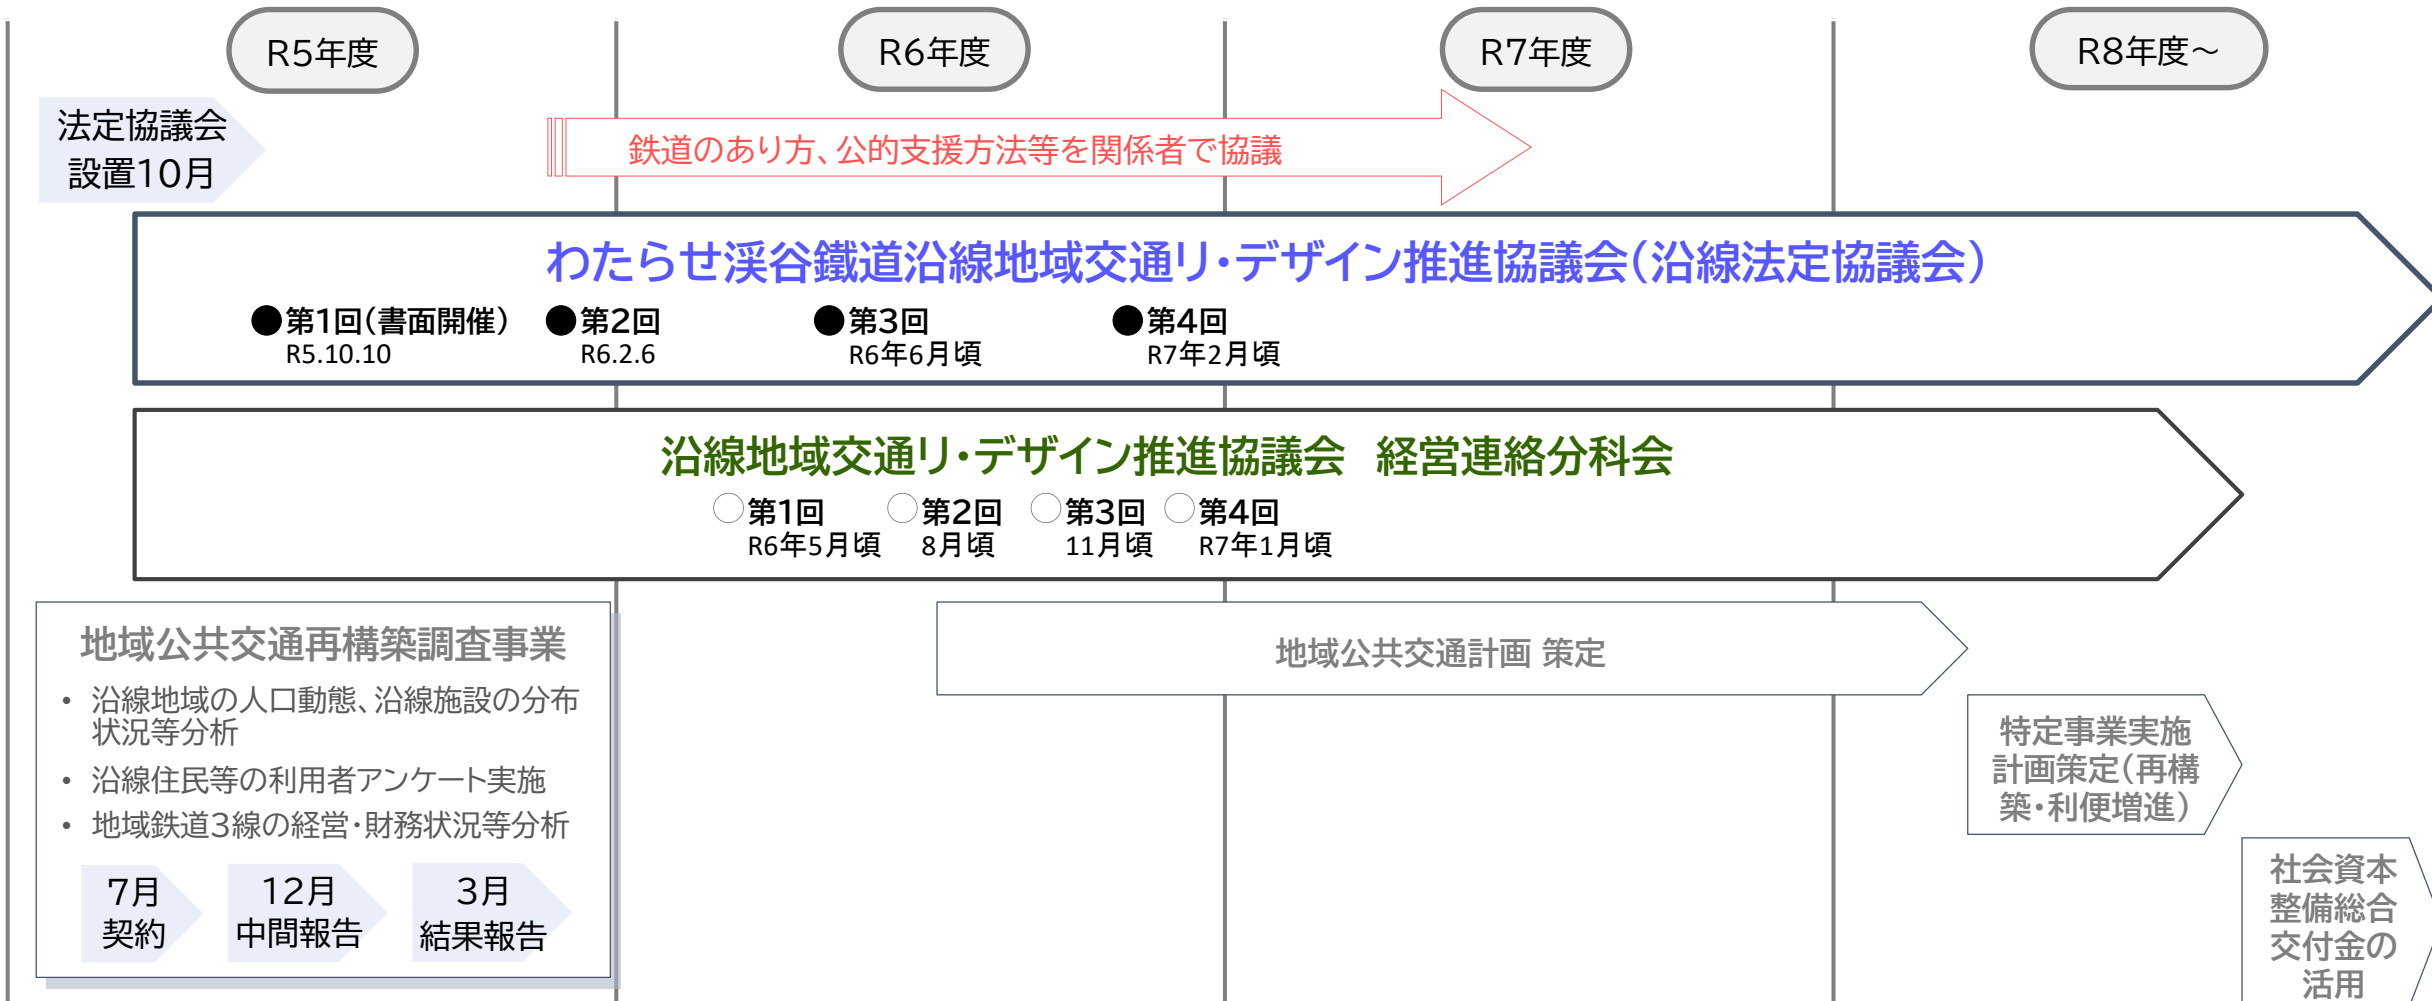 R5年度
R6年度
R7年度
R8年度～
法定協議会
設置10月
鉄道のあり方、公的支援方法等を関係者で協議
わたらせ渓谷鐵道沿線地域交通リ・デザイン推進協議会（沿線法定協議会）
●第1回（書面開催）
R5.10.10
●第2回
R6.2.6
●第3回
R6年6月頃
●第4回
R7年2月頃
沿線地域交通リ・デザイン推進協議会　経営連絡分科会
○第1回
R6年5月頃
○第2回
8月頃
○第3回
11月頃
○第4回
R7年1月頃
地域公共交通再構築調査事業
• 沿線地域の人口動態、沿線施設の分布
状況等分析
• 沿線住民等の利用者アンケート実施
• 地域鉄道3線の経営・財務状況等分析
7月
契約
12月
中間報告
3月
結果報告
地域公共交通計画 策定
特定事業実施
計画策定（再構
築・利便増進）
社会資本
整備総合
交付金の
活用